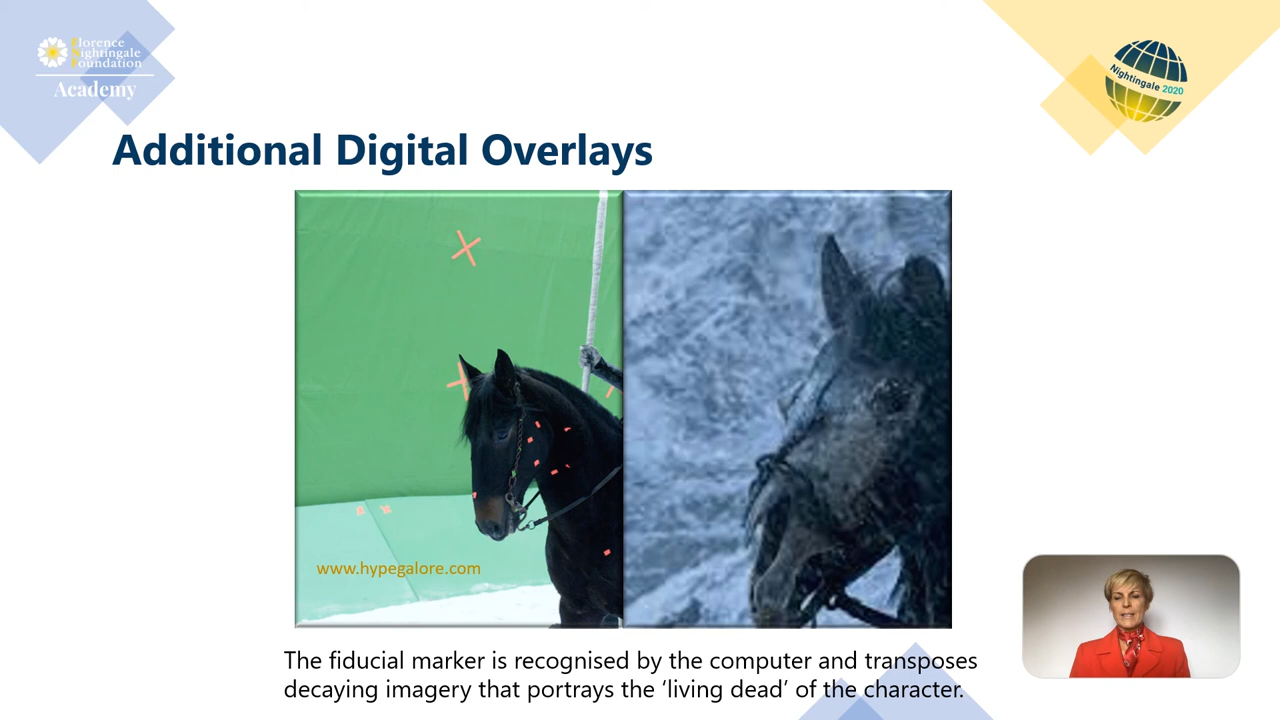 Florence
Nightingale
Foundation
Academy
Nightingale 2020
Additional Digital Overlays
www.hypegalore.com
The fiducial marker is recognised by the computer and transposes
decaying imagery that portrays the ‘living dead’ of the character.